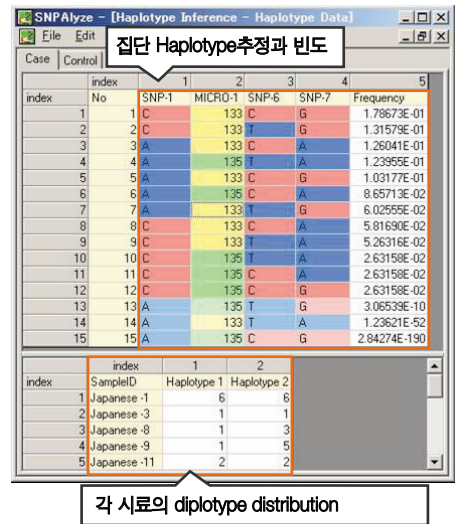 SNPAlyze - [Haplotype Inference - Haplotype Data]
File Edit
집단 Haplotype추정과 빈도
Case Control
index 1 2 3 4 5
index No SNP-1 MICRO-1 SNP-6 SNP-7 Frequency
1 1 C 133 C G 1.78673E-01
2 2 C 133 T G 1.31579E-01
3 3 A 133 C A 1.26041E-01
4 4 A 135 T A 1.23955E-01
5 5 A 133 C G 1.03177E-01
6 6 A 135 C A 8.65713E-02
7 7 A 133 T G 6.02555E-02
8 8 C 133 C A 5.81690E-02
9 9 C 133 T A 5.26316E-02
10 10 C 135 T A 2.63158E-02
11 11 C 135 C A 2.63158E-02
12 12 C 135 C G 2.63158E-02
13 13 A 135 T G 3.06539E-10
14 14 A 133 T A 1.23621E-52
15 15 A 135 C G 2.84274E-190
index 1 2
index SampleID Haplotype 1 Haplotype 2
1 Japanese -1 6 6
2 Japanese -3 1 1
3 Japanese -8 1 3
4 Japanese -9 1 5
5 Japanese -11 2 2
각 시료의 diplotype distribution